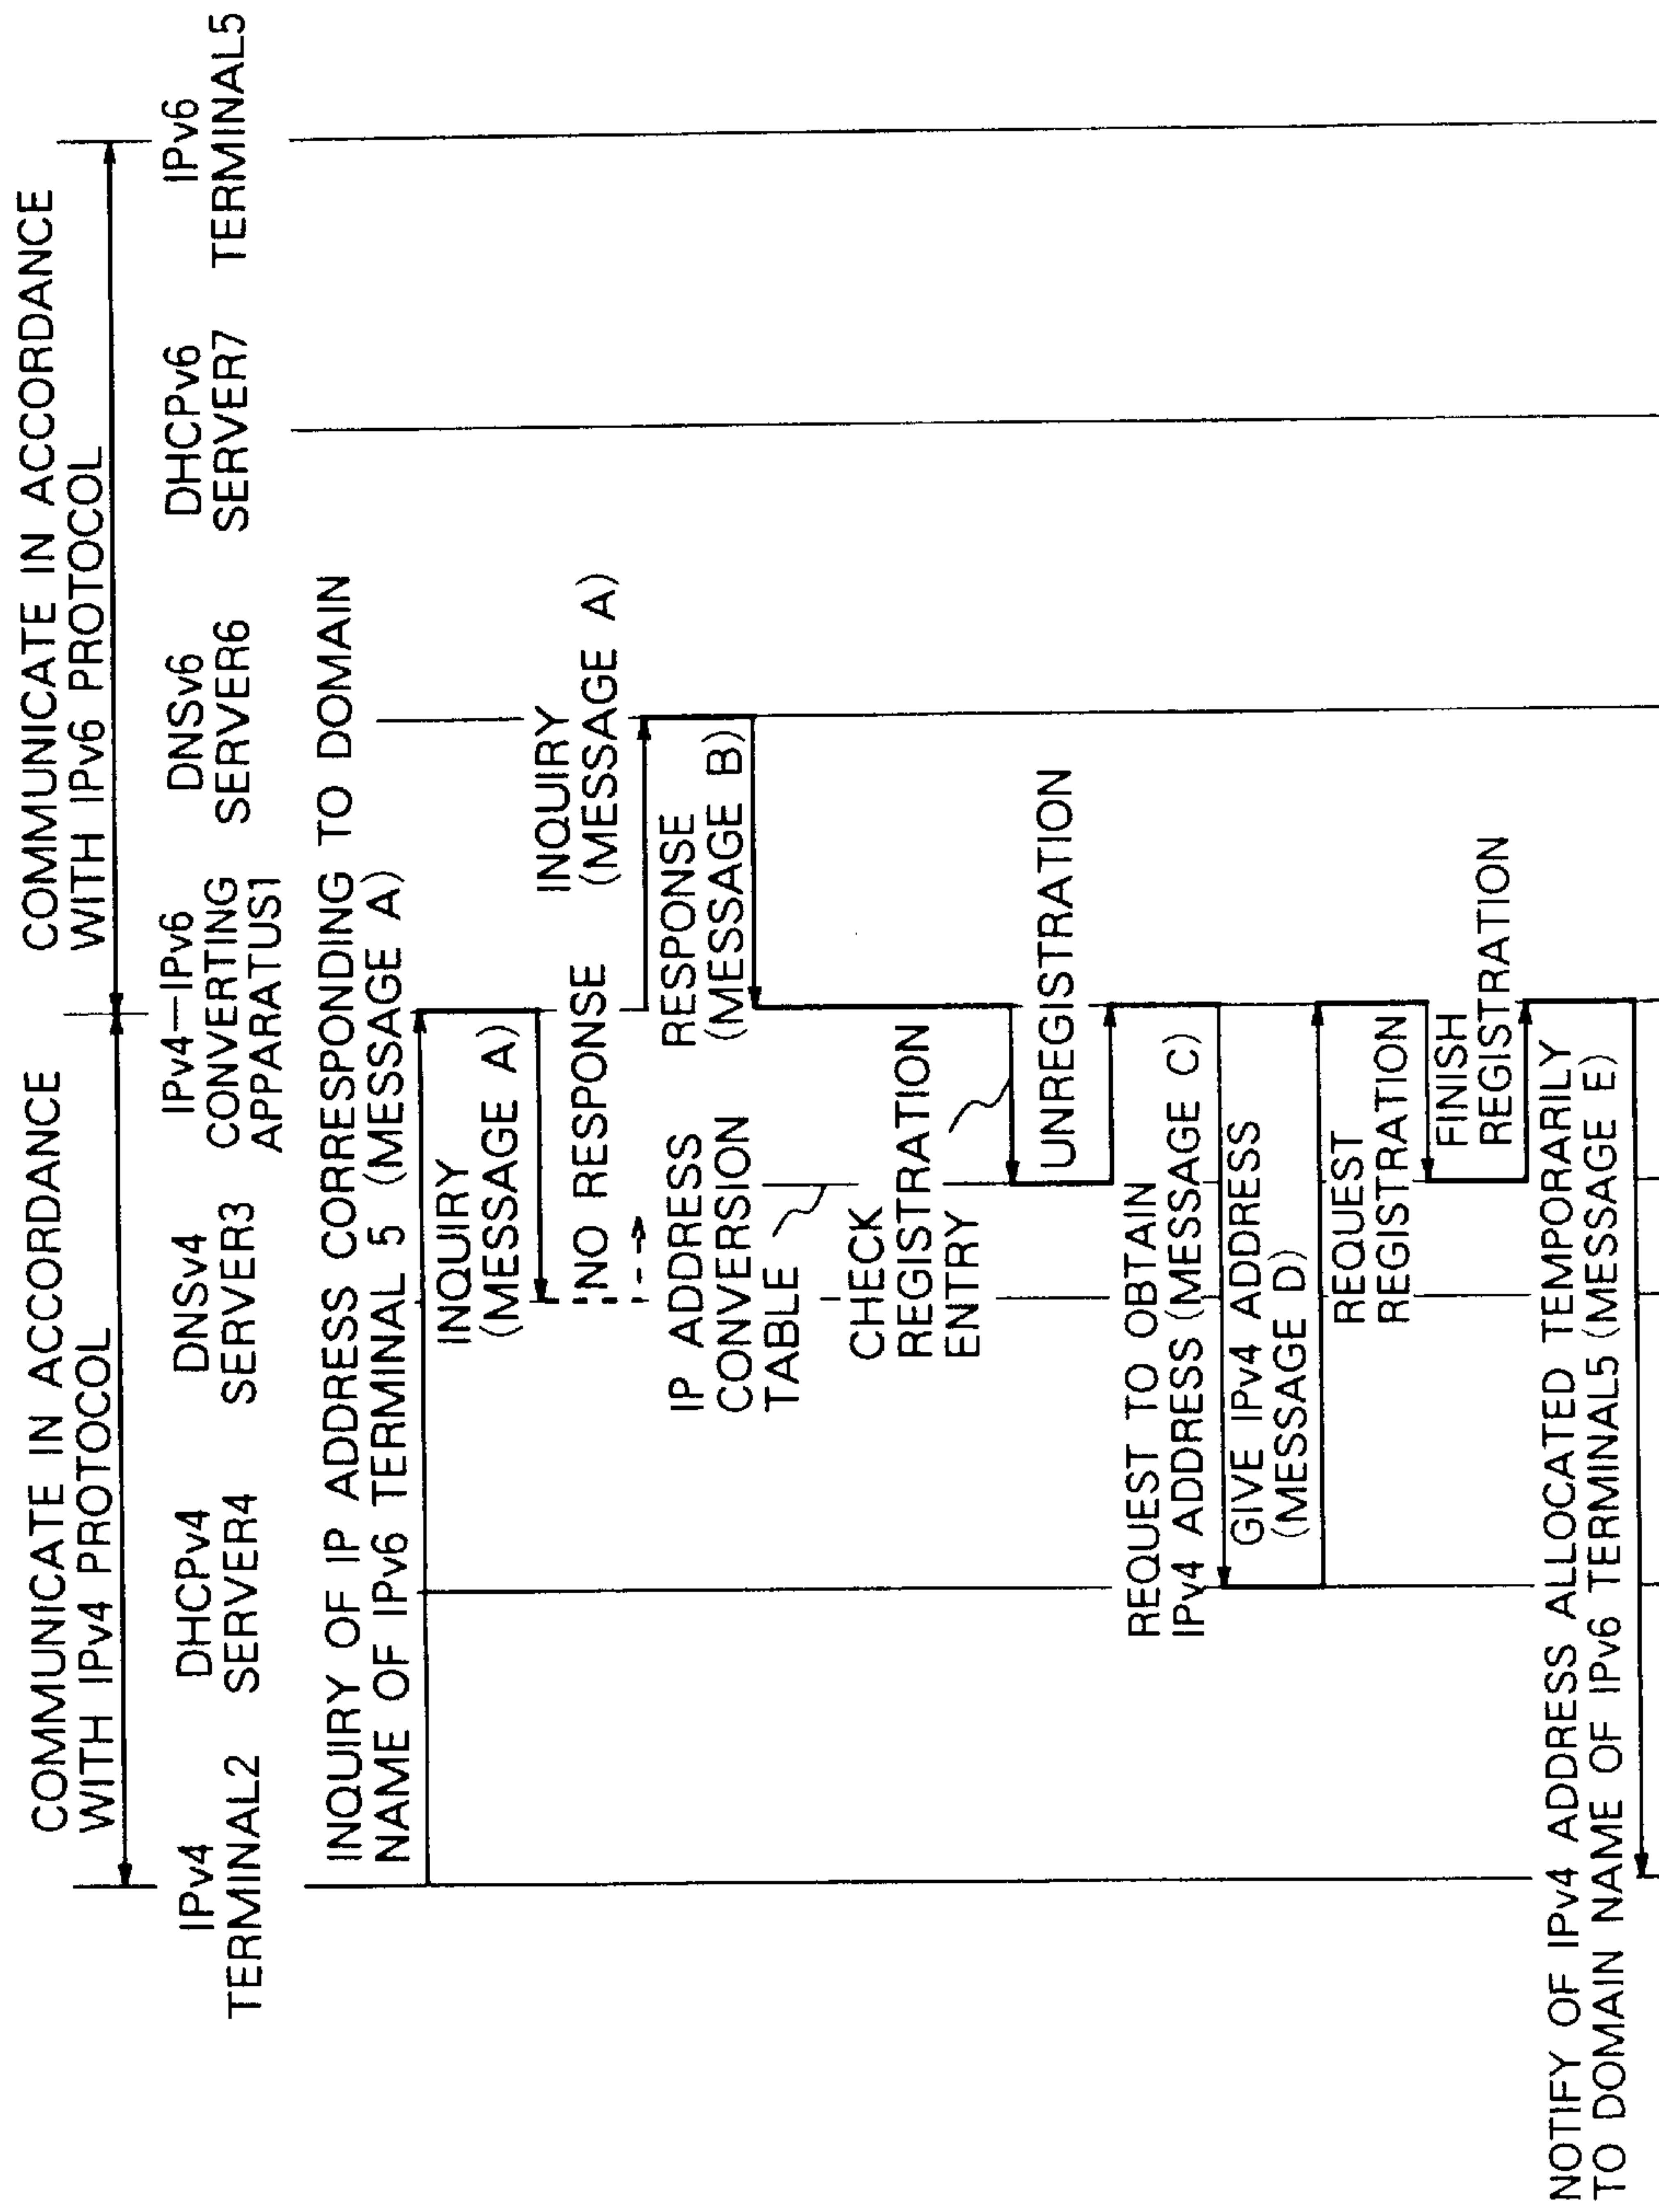 COMMUNICATE IN ACCORDANCE
WITH IPv4 PROTOCOL
COMMUNICATE IN ACCORDANCE
WITH IPv6 PROTOCOL
IPv4
TERMINAL2
DHCPv4
SERVER4
DNSv4
SERVER3
IPv4-IPv6
CONVERTING
APPARATUS1
DNSv6
SERVER6
DHCPv6
SERVER7
IPv6
TERMINAL5
INQUIRY OF IP ADDRESS CORRESPONDING TO DOMAIN
NAME OF IPv6 TERMINAL 5 (MESSAGE A)
INQUIRY
(MESSAGE A)
NO RESPONSE
INQUIRY
(MESSAGE A)
RESPONSE
(MESSAGE B)
IP ADDRESS
CONVERSION
TABLE
CHECK
REGISTRATION
ENTRY
UNREGISTRATION
REQUEST TO OBTAIN
IPv4 ADDRESS (MESSAGE C)
GIVE IPv4 ADDRESS
(MESSAGE D)
REQUEST
REGISTRATION
FINISH
REGISTRATION
NOTIFY OF IPv4 ADDRESS ALLOCATED TEMPORARILY
TO DOMAIN NAME OF IPv6 TERMINAL5 (MESSAGE E)